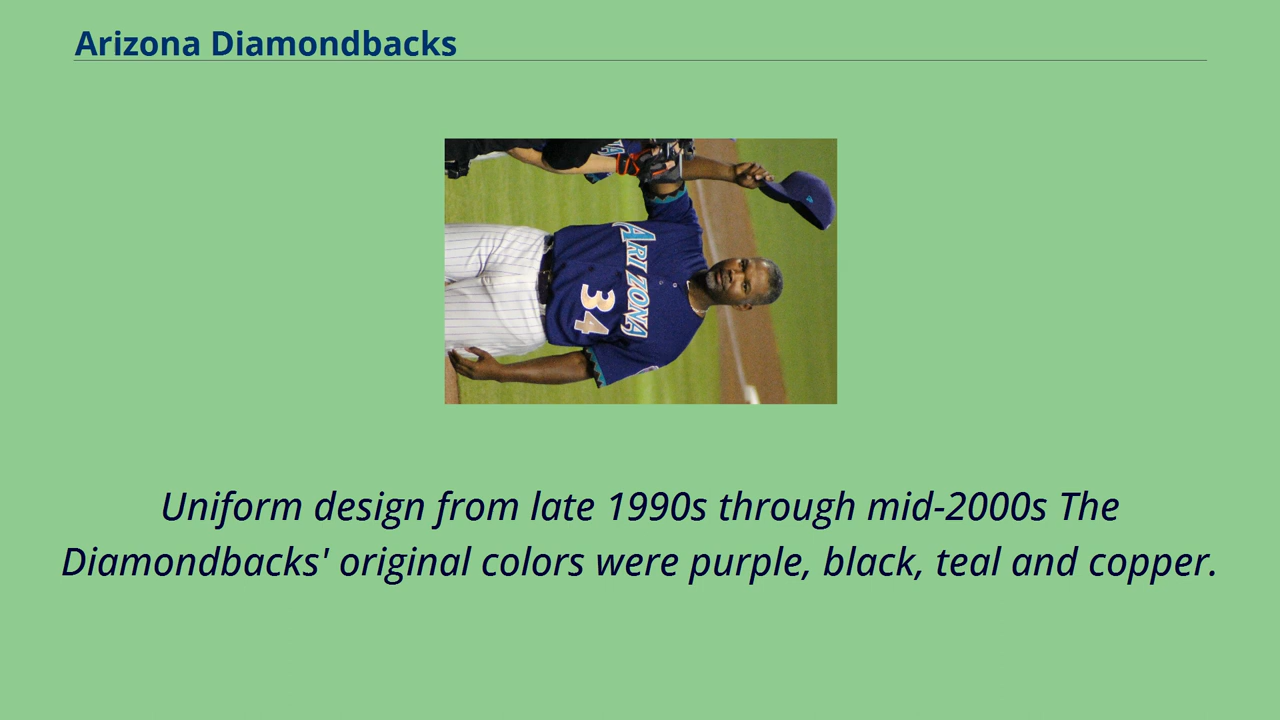 Arizona Diamondbacks
ARIZONA
34
Uniform design from late 1990s through mid-2000s The
Diamondbacks' original colors were purple, black, teal and copper.